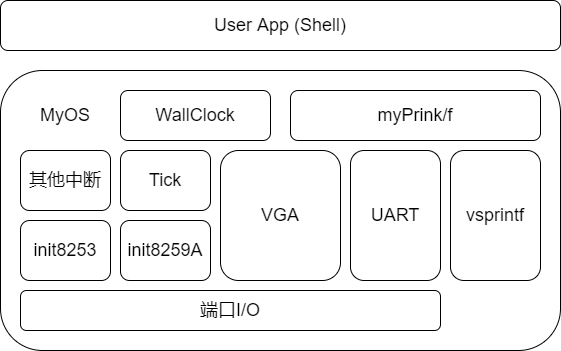 User App (Shell)
MyOS
WallClock
myPrink/f
其他中断
Tick
VGA
UART
vsprintf
init8253
init8259A
端口I/O